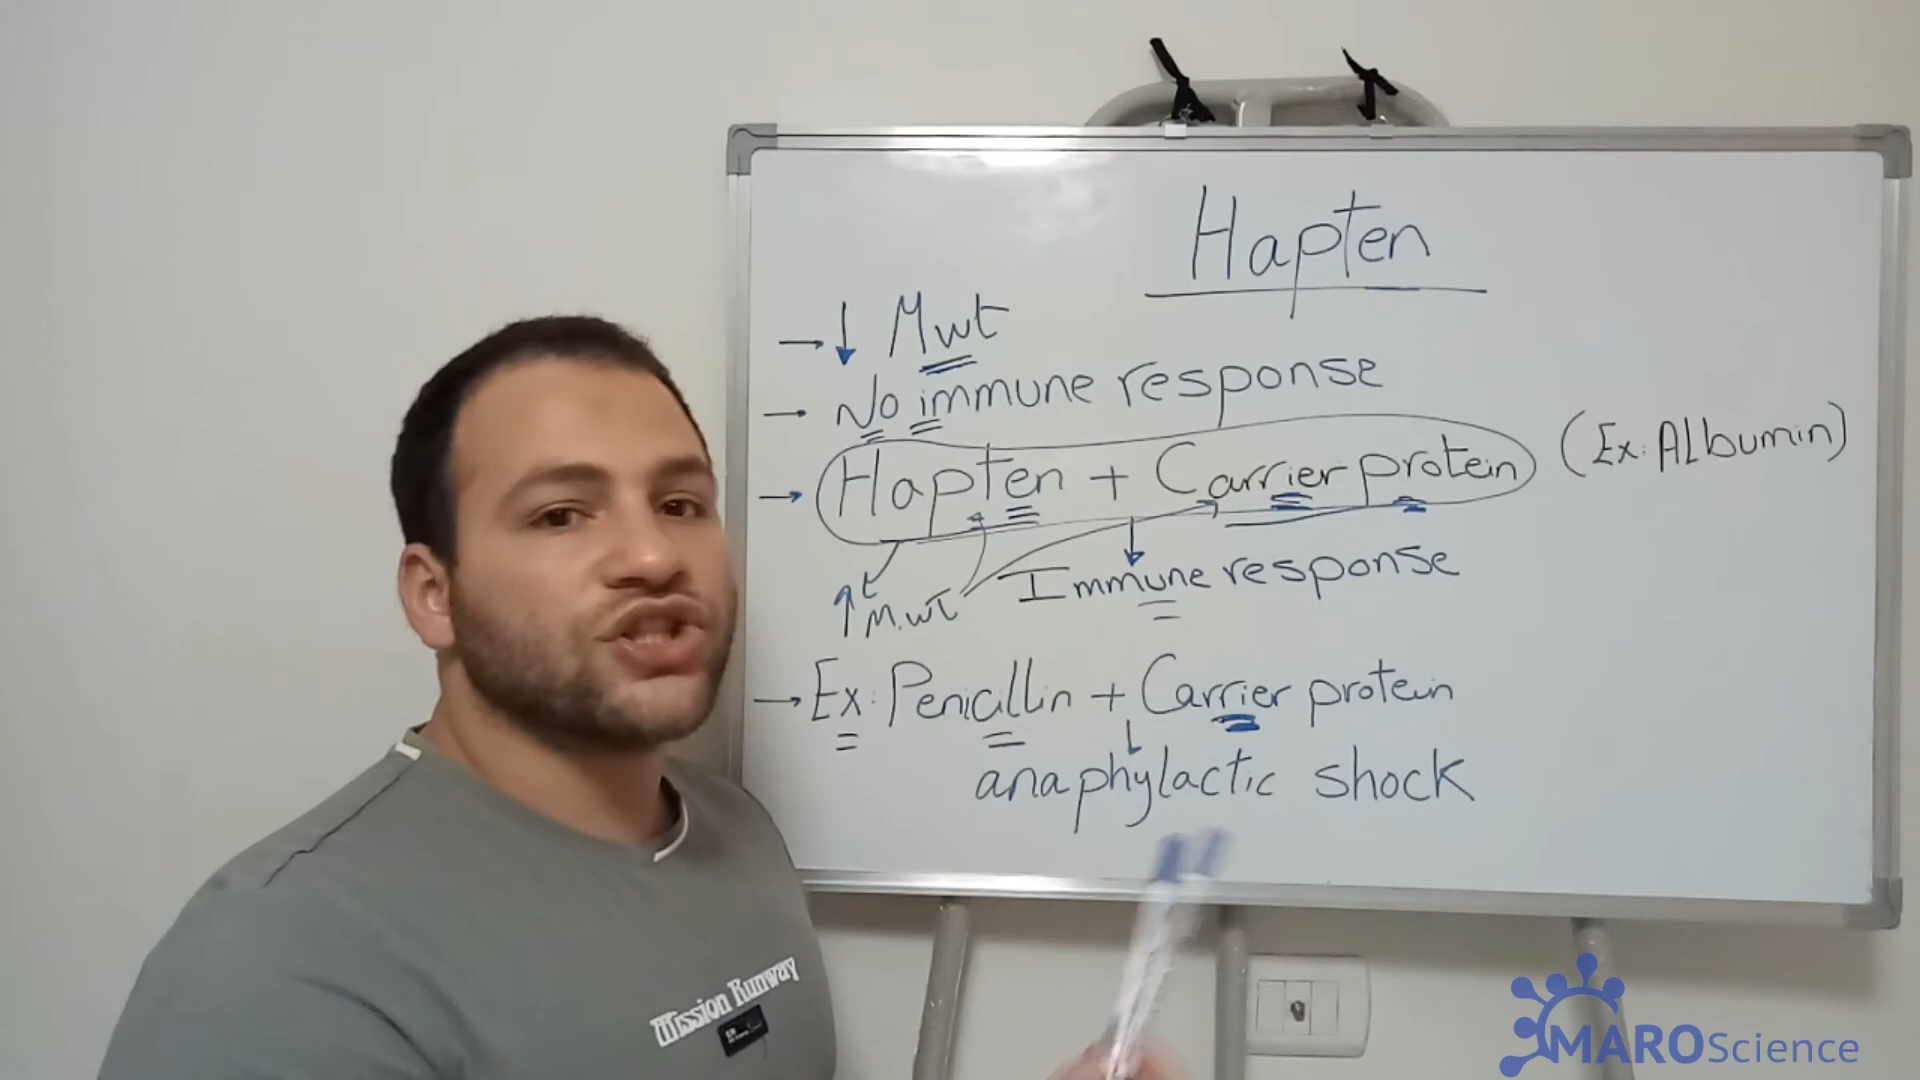 Hapten
→ ↓ Mwt
→ No immune response
→ Hapten + Carrier protein (Ex: Albumin)
↓
Immune response
↑ M.wt
→ Ex: Penicillin + Carrier protein
↓
anaphylactic shock
Mission Runway
MAROScience